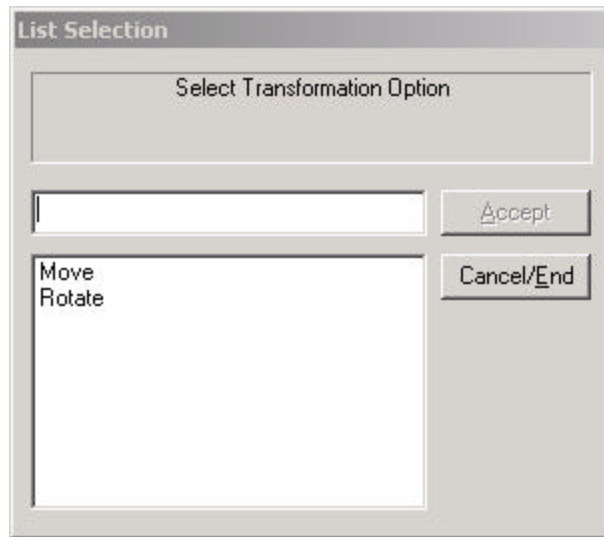 List Selection
Select Transformation Option
Accept
Move
Rotate
Cancel/End